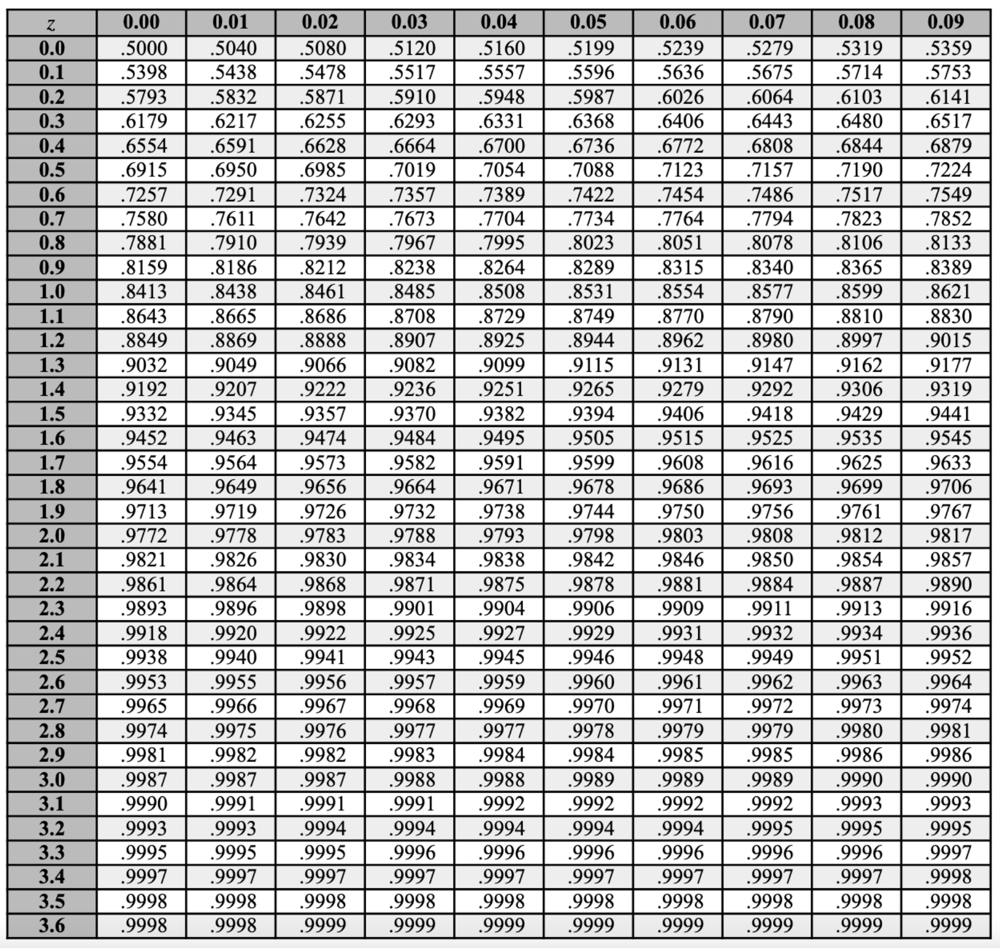 z 0.00 0.01 0.02 0.03 0.04 0.05 0.06 0.07 0.08 0.09
0.0 .5000 .5040 .5080 .5120 .5160 .5199 .5239 .5279 .5319 .5359
0.1 .5398 .5438 .5478 .5517 .5557 .5596 .5636 .5675 .5714 .5753
0.2 .5793 .5832 .5871 .5910 .5948 .5987 .6026 .6064 .6103 .6141
0.3 .6179 .6217 .6255 .6293 .6331 .6368 .6406 .6443 .6480 .6517
0.4 .6554 .6591 .6628 .6664 .6700 .6736 .6772 .6808 .6844 .6879
0.5 .6915 .6950 .6985 .7019 .7054 .7088 .7123 .7157 .7190 .7224
0.6 .7257 .7291 .7324 .7357 .7389 .7422 .7454 .7486 .7517 .7549
0.7 .7580 .7611 .7642 .7673 .7704 .7734 .7764 .7794 .7823 .7852
0.8 .7881 .7910 .7939 .7967 .7995 .8023 .8051 .8078 .8106 .8133
0.9 .8159 .8186 .8212 .8238 .8264 .8289 .8315 .8340 .8365 .8389
1.0 .8413 .8438 .8461 .8485 .8508 .8531 .8554 .8577 .8599 .8621
1.1 .8643 .8665 .8686 .8708 .8729 .8749 .8770 .8790 .8810 .8830
1.2 .8849 .8869 .8888 .8907 .8925 .8944 .8962 .8980 .8997 .9015
1.3 .9032 .9049 .9066 .9082 .9099 .9115 .9131 .9147 .9162 .9177
1.4 .9192 .9207 .9222 .9236 .9251 .9265 .9279 .9292 .9306 .9319
1.5 .9332 .9345 .9357 .9370 .9382 .9394 .9406 .9418 .9429 .9441
1.6 .9452 .9463 .9474 .9484 .9495 .9505 .9515 .9525 .9535 .9545
1.7 .9554 .9564 .9573 .9582 .9591 .9599 .9608 .9616 .9625 .9633
1.8 .9641 .9649 .9656 .9664 .9671 .9678 .9686 .9693 .9699 .9706
1.9 .9713 .9719 .9726 .9732 .9738 .9744 .9750 .9756 .9761 .9767
2.0 .9772 .9778 .9783 .9788 .9793 .9798 .9803 .9808 .9812 .9817
2.1 .9821 .9826 .9830 .9834 .9838 .9842 .9846 .9850 .9854 .9857
2.2 .9861 .9864 .9868 .9871 .9875 .9878 .9881 .9884 .9887 .9890
2.3 .9893 .9896 .9898 .9901 .9904 .9906 .9909 .9911 .9913 .9916
2.4 .9918 .9920 .9922 .9925 .9927 .9929 .9931 .9932 .9934 .9936
2.5 .9938 .9940 .9941 .9943 .9945 .9946 .9948 .9949 .9951 .9952
2.6 .9953 .9955 .9956 .9957 .9959 .9960 .9961 .9962 .9963 .9964
2.7 .9965 .9966 .9967 .9968 .9969 .9970 .9971 .9972 .9973 .9974
2.8 .9974 .9975 .9976 .9977 .9977 .9978 .9979 .9979 .9980 .9981
2.9 .9981 .9982 .9982 .9983 .9984 .9984 .9985 .9985 .9986 .9986
3.0 .9987 .9987 .9987 .9988 .9988 .9989 .9989 .9989 .9990 .9990
3.1 .9990 .9991 .9991 .9991 .9992 .9992 .9992 .9992 .9993 .9993
3.2 .9993 .9993 .9994 .9994 .9994 .9994 .9994 .9995 .9995 .9995
3.3 .9995 .9995 .9995 .9996 .9996 .9996 .9996 .9996 .9996 .9997
3.4 .9997 .9997 .9997 .9997 .9997 .9997 .9997 .9997 .9997 .9998
3.5 .9998 .9998 .9998 .9998 .9998 .9998 .9998 .9998 .9998 .9998
3.6 .9998 .9998 .9999 .9999 .9999 .9999 .9999 .9999 .9999 .9999